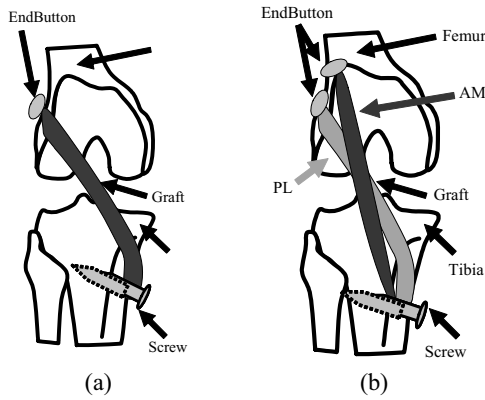 EndButton
Graft
Screw
(a)
EndButton
Femur
AM
PL
Graft
Tibia
Screw
(b)